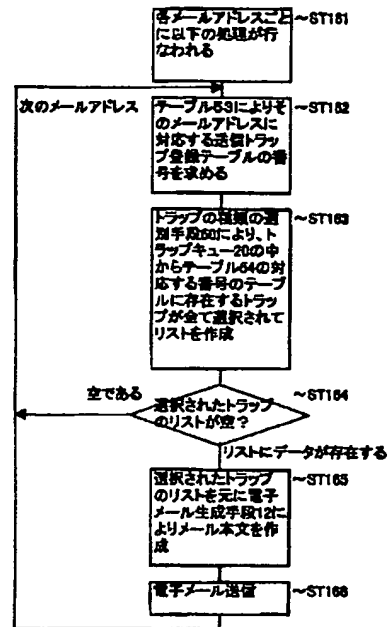 各メールアドレスごと
に以下の処理が行
なわれる
~ST161
次のメールアドレス
テーブル53によりそ
のメールアドレスに
対応する送信トラッ
プ登録テーブルの番
号を求める
~ST162
トラップの種類の選
別手段60により、ト
ラップキュー20の中
からテーブル54の対
応する番号のテーブ
ルに存在するトラッ
プが全て選択されて
リストを作成
~ST163
空である
選択されたトラップ
のリストが空?
~ST164
リストにデータが存在する
選択されたトラップ
のリストを元に電子
メール生成手段12に
よりメール本文を作
成
~ST165
電子メール送信
~ST166